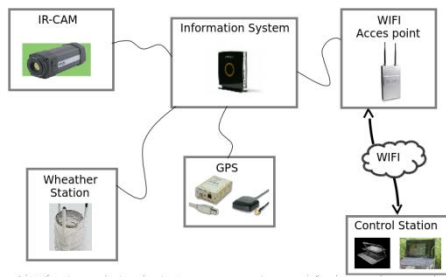 IR-CAM
Information System
WIFI
Acces point
Wheather
Station
GPS
WIFI
Control Station